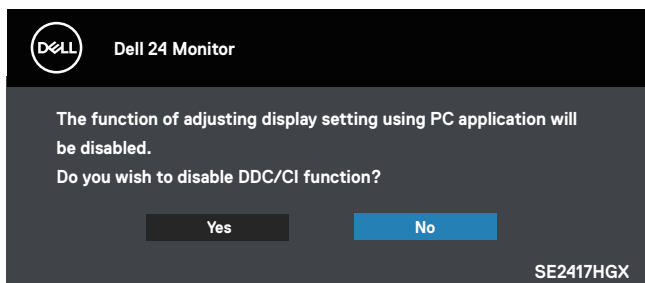 DELL
Dell 24 Monitor
The function of adjusting display setting using PC application will
be disabled.
Do you wish to disable DDC/CI function?
Yes
No
SE2417HGX